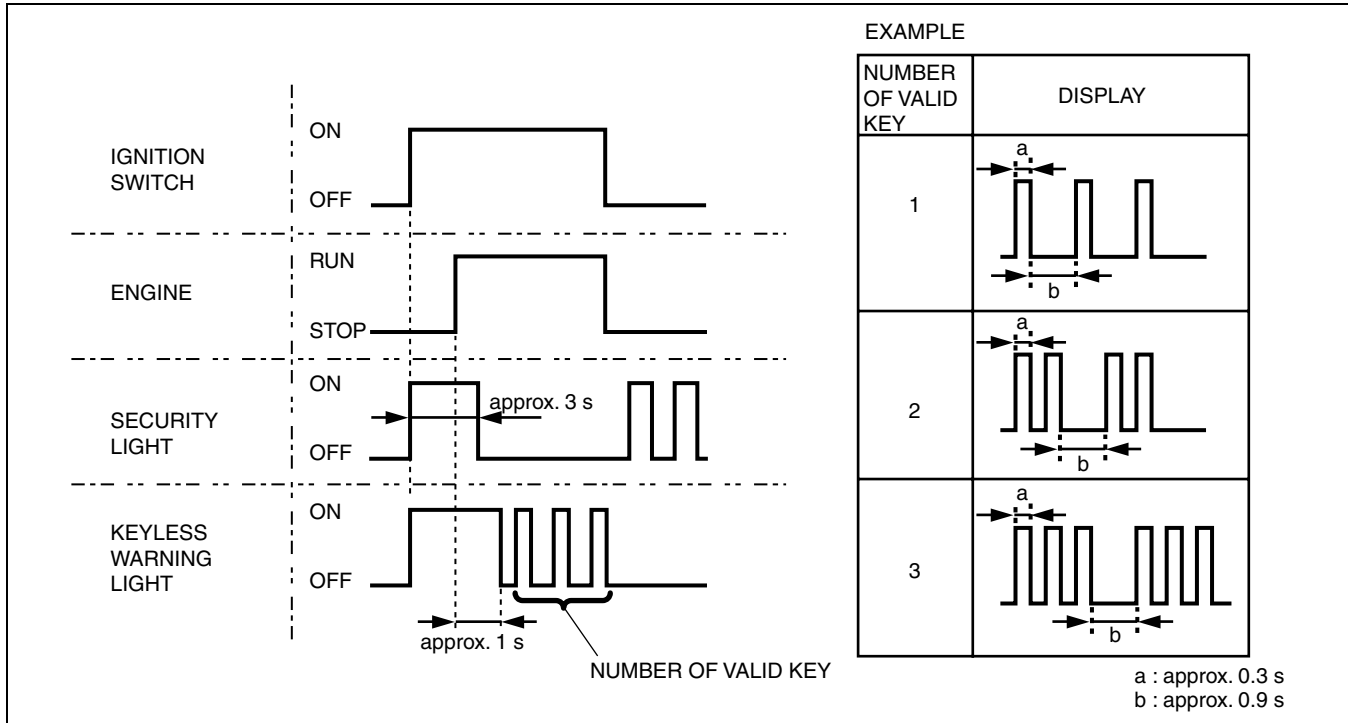 IGNITION
SWITCH
ON
OFF
ENGINE
RUN
STOP
SECURITY
LIGHT
ON
OFF
approx. 3 s
KEYLESS
WARNING
LIGHT
ON
OFF
approx. 1 s
NUMBER OF VALID KEY
EXAMPLE
NUMBER
OF VALID
KEY
DISPLAY
1
a
b
2
a
b
3
a
b
a : approx. 0.3 s
b : approx. 0.9 s